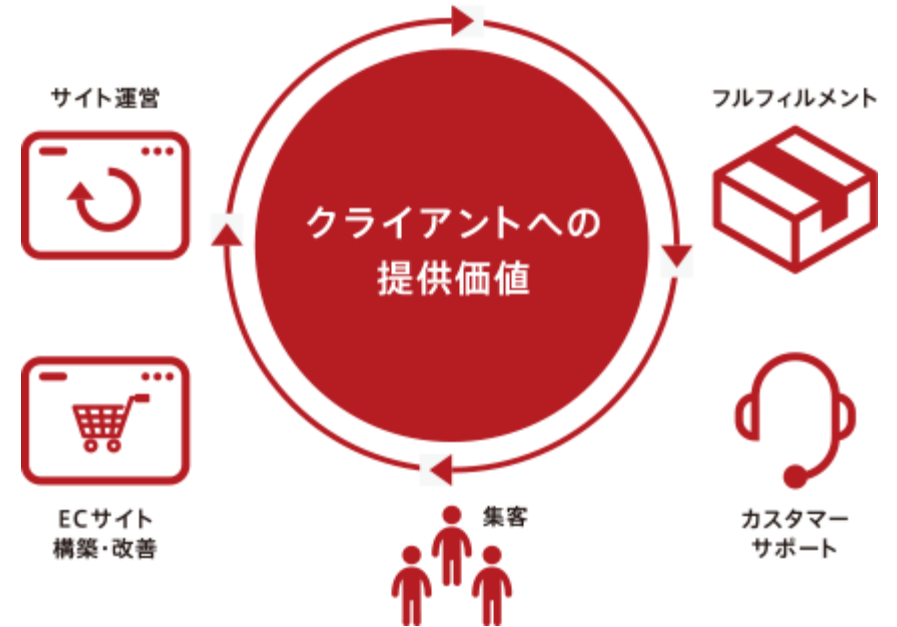 サイト運営
フルフィルメント
クライアントへの
提供価値
ECサイト
構築・改善
集客
カスタマー
サポート